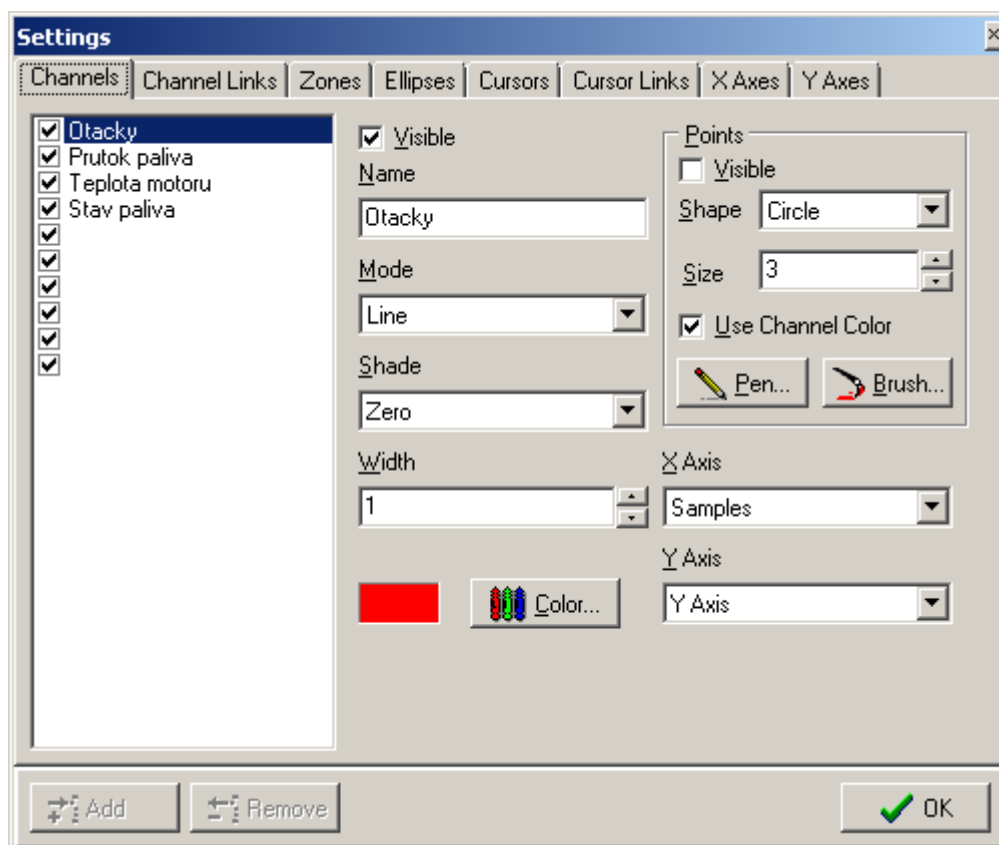 Settings
Channels Channel Links Zones Ellipses Cursors Cursor Links X Axes Y Axes
Otacky
Prutok paliva
Teplota motoru
Stav paliva
Visible
Name
Otacky
Mode
Line
Shade
Zero
Width
1
Color...
Points
Visible
Shape Circle
Size 3
Use Channel Color
Pen... Brush...
X Axis
Samples
Y Axis
Y Axis
Add Remove OK